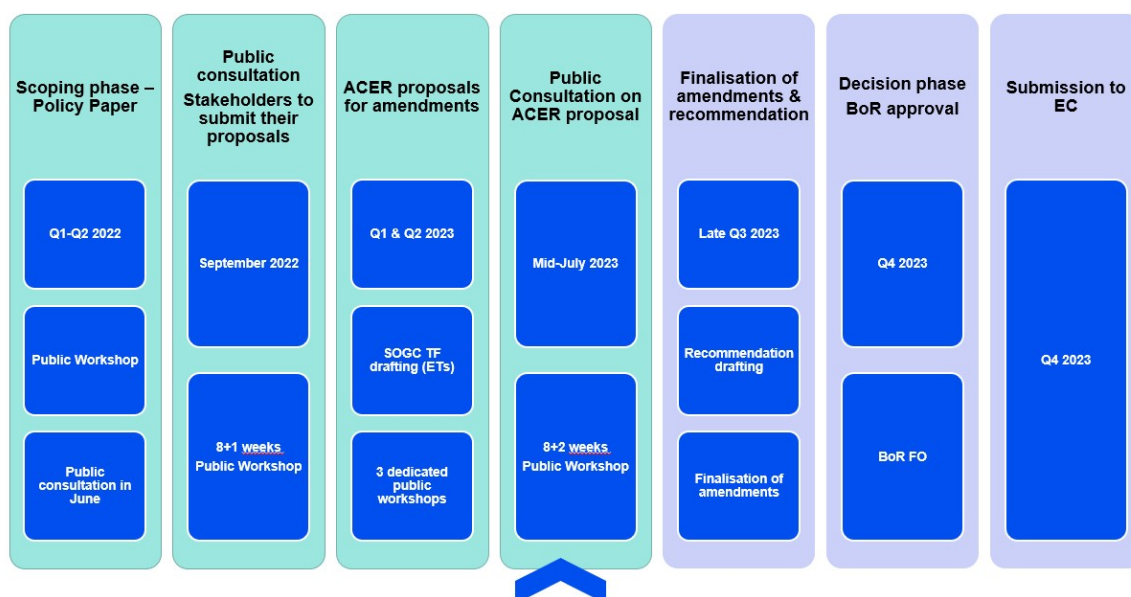 Scoping phase –
Policy Paper
Q1-Q2 2022
Public Workshop
Public
consultation in
June
Public
consultation
Stakeholders to
submit their
proposals
September 2022
8+1 weeks
Public Workshop
ACER proposals
for amendments
Q1 & Q2 2023
SOGC TF
drafting (ETs)
3 dedicated
public
workshops
Public
Consultation on
ACER proposal
Mid-July 2023
8+2 weeks
Public Workshop
Finalisation of
amendments &
recommendation
Late Q3 2023
Recommendation
drafting
Finalisation of
amendments
Decision phase
BoR approval
Q4 2023
BoR FO
Submission to
EC
Q4 2023